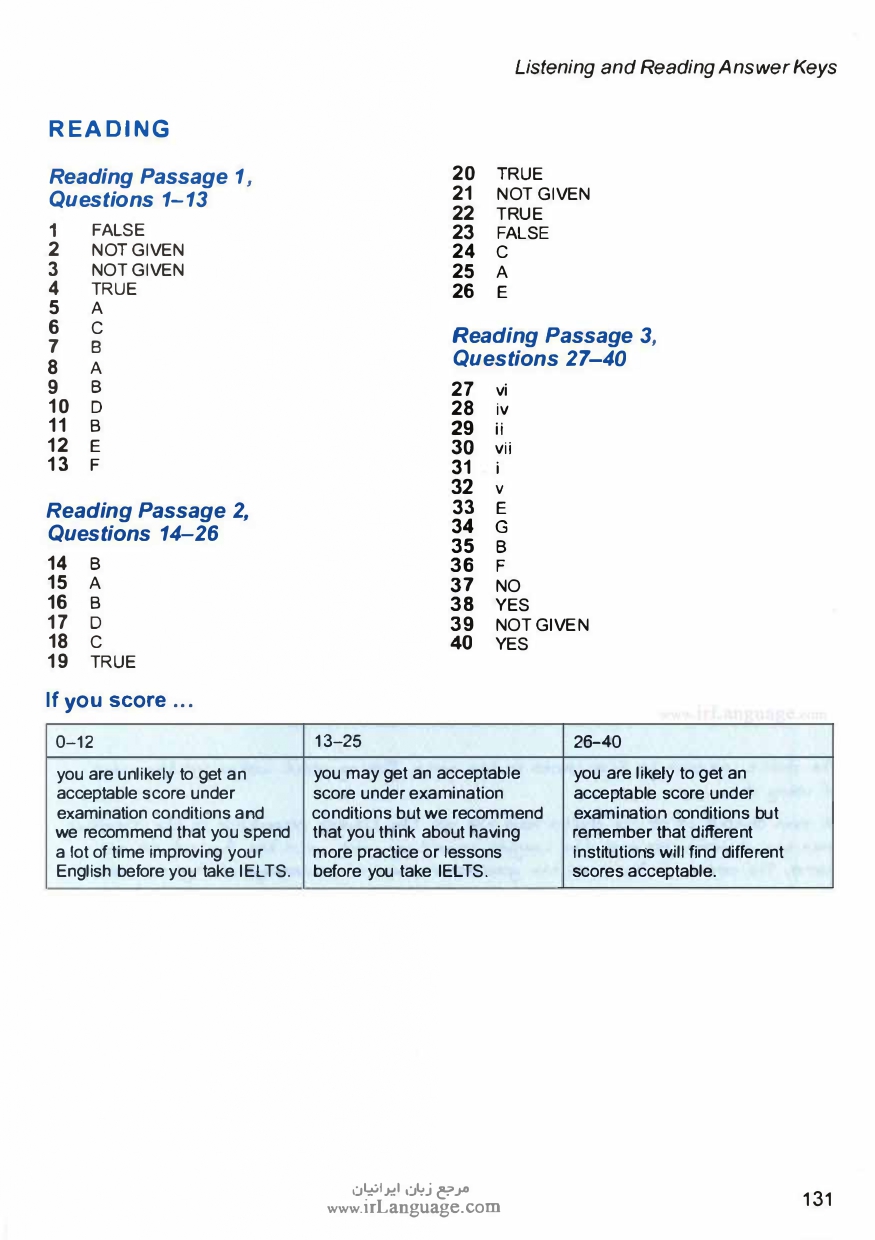 Listening and Reading Answer Keys
READING
Reading Passage 1,
Questions 1–13
1 FALSE
2 NOT GIVEN
3 NOT GIVEN
4 TRUE
5 A
6 C
7 B
8 A
9 B
10 D
11 B
12 E
13 F
Reading Passage 2,
Questions 14–26
14 B
15 A
16 B
17 D
18 C
19 TRUE
20 TRUE
21 NOT GIVEN
22 TRUE
23 FALSE
24 C
25 A
26 E
Reading Passage 3,
Questions 27–40
27 vi
28 iv
29 ii
30 vii
31 i
32 v
33 E
34 G
35 B
36 F
37 NO
38 YES
39 NOT GIVEN
40 YES
If you score ...
www.irLanguage.com
0–12
you are unlikely to get an
acceptable score under
examination conditions and
we recommend that you spend
a lot of time improving your
English before you take IELTS.
13–25
you may get an acceptable
score under examination
conditions but we recommend
that you think about having
more practice or lessons
before you take IELTS.
26–40
you are likely to get an
acceptable score under
examination conditions but
remember that different
institutions will find different
scores acceptable.
مرجع زبان ایرانیان
www.irLanguage.com
131